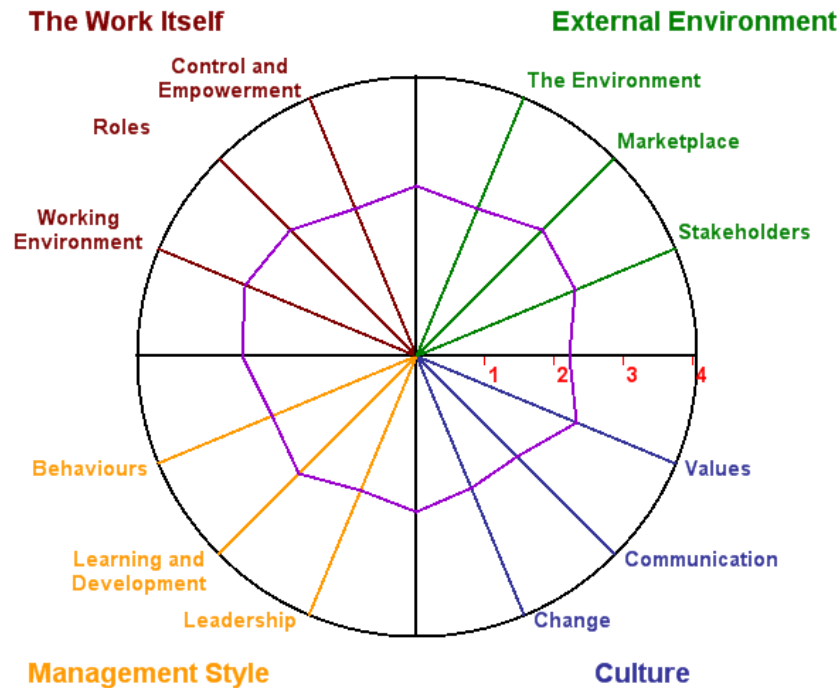 The Work Itself
External Environment
Control and
Empowerment
The Environment
Roles
Marketplace
Working
Environment
Stakeholders
1
2
3
4
Behaviours
Values
Learning and
Development
Communication
Leadership
Change
Management Style
Culture